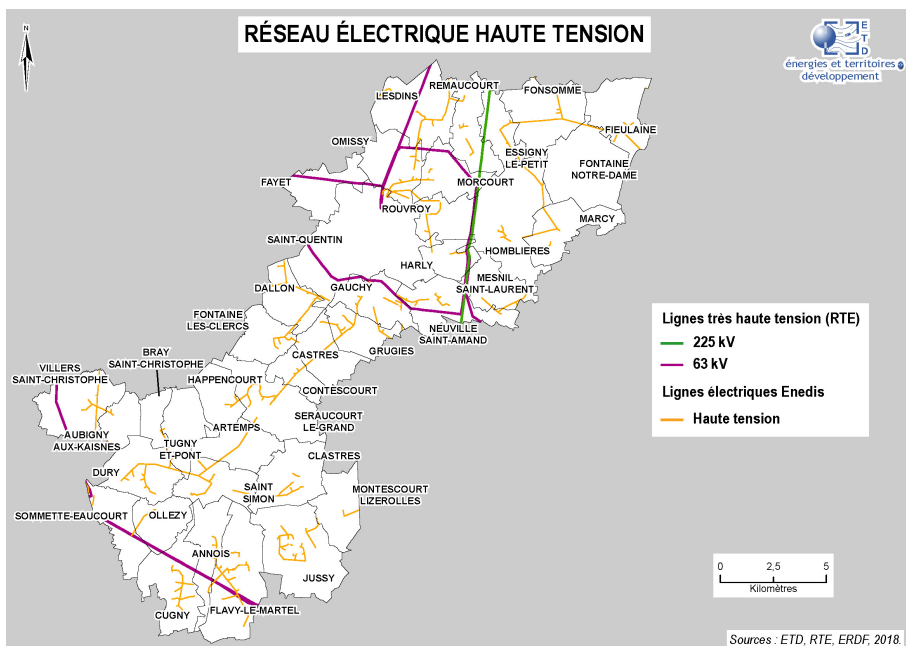 RÉSEAU ÉLECTRIQUE HAUTE TENSION
N
E
T
D
énergies et territoires
développement
REMAUCOURT
LESDINS
FONSOMME
FIEULAINE
OMISSY
ESSIGNY
LE-PETIT
FONTAINE
NOTRE-DAME
FAYET
MORCOURT
ROUVROY
MARCY
SAINT-QUENTIN
HOMBLIERES
HARLY
MESNIL
SAINT-LAURENT
DALLON
GAUCHY
FONTAINE
LES-CLERCS
NEUVILLE
SAINT-AMAND
GRUGIES
CASTRES
BRAY
SAINT-CHRISTOPHE
VILLERS
SAINT-CHRISTOPHE
HAPPENCOURT
CONTESCOURT
SERAUCOURT
LE-GRAND
ARTEMPS
AUBIGNY
AUX-KAISNES
TUGNY
ET-PONT
CLASTRES
DURY
SAINT
SIMON
MONTESCOURT
LIZEROLLES
SOMMETTE-EAUCOURT
OLLEZY
ANNOIS
JUSSY
CUGNY
FLAVY-LE-MARTEL
Lignes très haute tension (RTE)
225 kV
63 kV
Lignes électriques Enedis
Haute tension
0 2,5 5
Kilomètres
Sources : ETD, RTE, ERDF, 2018.